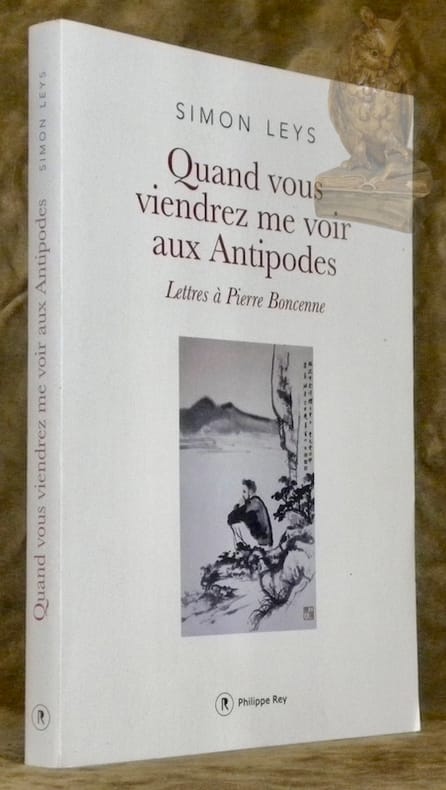 SIMON LEYS
Quand vous
viendrez me voir
aux Antipodes
Lettres à Pierre Boncenne
R Philippe Rey
Quand vous viendrez me voir aux Antipodes SIMON LEYS
R